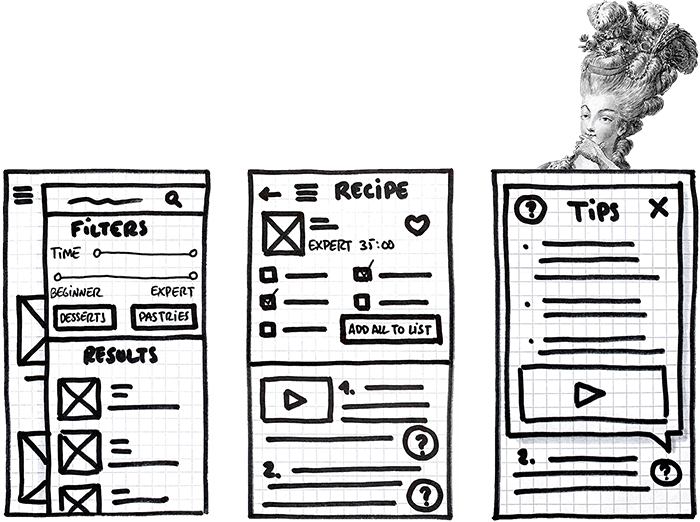 FILTERS
TIME
BEGINNER EXPERT
DESSERTS PASTRIES
RESULTS
RECIPE
EXPERT 35:00
ADD ALL TO LIST
1.
?
2.
?
? TIPS X
2.
?